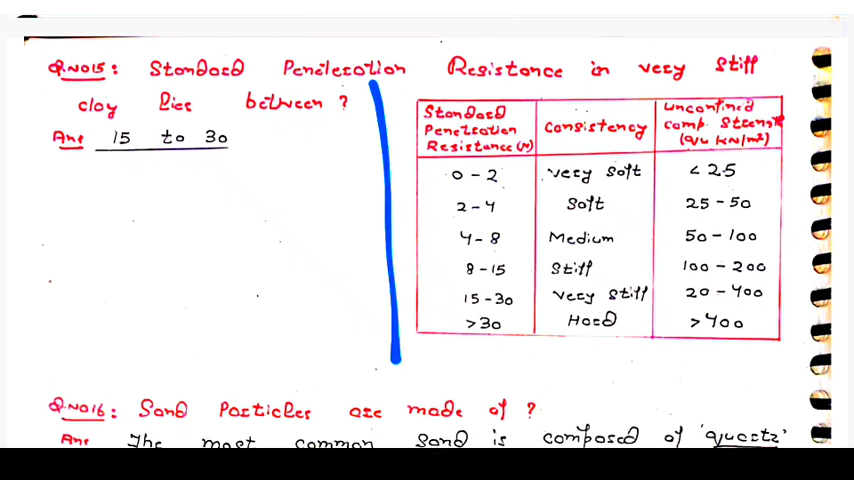 Q.NO15: Standard Penetration Resistance in very stiff
clay lies between ?
Ans 15 to 30
Standard Penetration Resistance(N) | Consistency | Unconfined Comp. Strength (qu kN/m²)
0-2 | very soft | < 25
2-4 | Soft | 25-50
4-8 | Medium | 50-100
8-15 | Stiff | 100-200
15-30 | very stiff | 20-400
>30 | Hard | >400
Q.NO16: Sand Particles are made of ?
Ans The most common sand is composed of 'quartz'